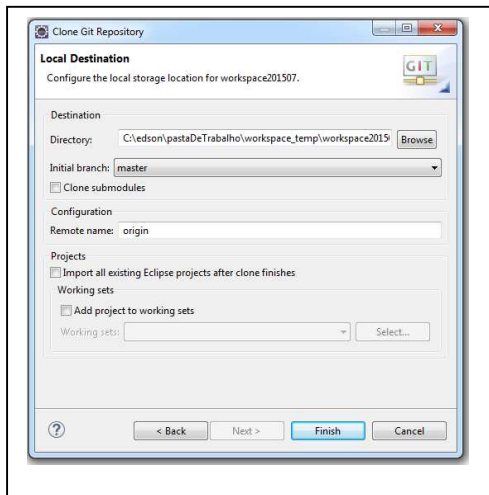 Clone Git Repository
Local Destination
Configure the local storage location for workspace201507.
GIT
Destination
Directory: C:\edson\pastaDeTrabalho\workspace_temp\workspace2015 Browse
Initial branch: master
Clone submodules
Configuration
Remote name: origin
Projects
Import all existing Eclipse projects after clone finishes
Working sets
Add project to working sets
Working sets: Select...
< Back Next > Finish Cancel